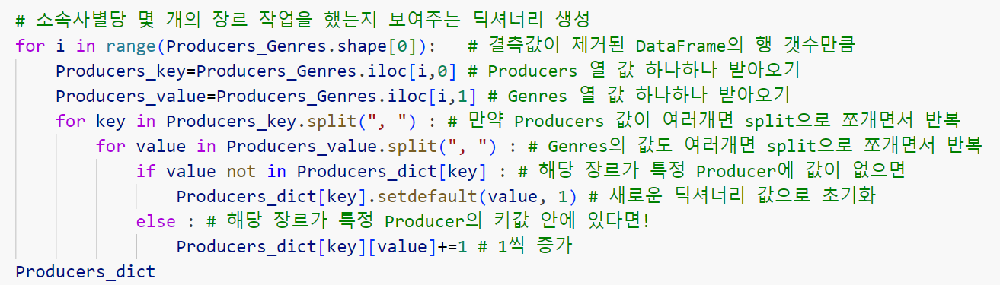 # 소속사별당 몇 개의 장르 작업을 했는지 보여주는 딕셔너리 생성
for i in range(Producers_Genres.shape[0]):   # 결측값이 제거된 DataFrame의 행 갯수만큼
    Producers_key=Producers_Genres.iloc[i,0] # Producers 열 값 하나하나 받아오기
    Producers_value=Producers_Genres.iloc[i,1] # Genres 열 값 하나하나 받아오기
    for key in Producers_key.split(", ") : # 만약 Producers 값이 여러개면 split으로 쪼개면서 반복
        for value in Producers_value.split(", ") : # Genres의 값도 여러개면 split으로 쪼개면서 반복
            if value not in Producers_dict[key] : # 해당 장르가 특정 Producer에 값이 없으면
                Producers_dict[key].setdefault(value, 1) # 새로운 딕셔너리 값으로 초기화
            else : # 해당 장르가 특정 Producer의 키값 안에 있다면!
                Producers_dict[key][value]+=1 # 1씩 증가
Producers_dict